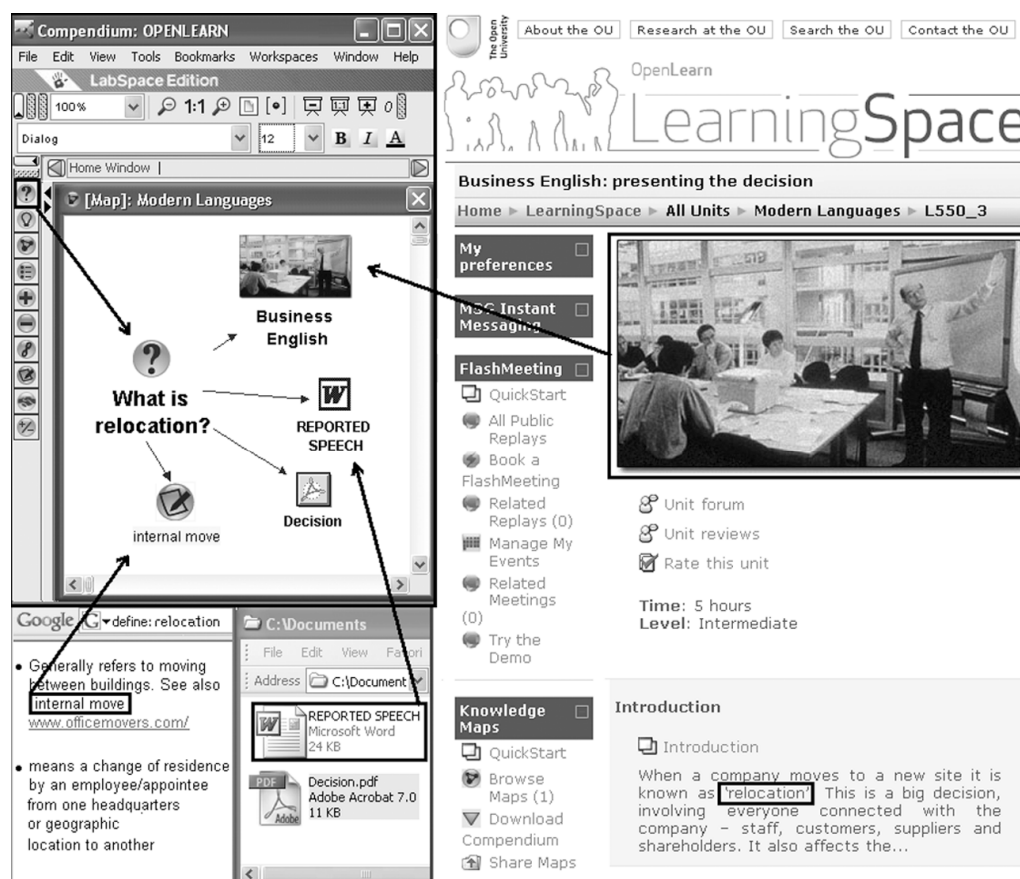 Compendium: OPENLEARN
File Edit View Tools Bookmarks Workspaces Window Help
LabSpace Edition
100% 1:1
Dialog 12 B I A
Home Window
[Map]: Modern Languages
Business
English
What is
relocation?
REPORTED
SPEECH
Decision
internal move
Google G define: relocation
• Generally refers to moving
between buildings. See also
internal move
www.officemovers.com/
• means a change of residence
by an employee/appointee
from one headquarters
or geographic
location to another
C:\Documents
File Edit View Favori
Address C:\Document
REPORTED SPEECH
Microsoft Word
24 KB
PDF
Adobe
Decision.pdf
Adobe Acrobat 7.0
11 KB
The Open
University
About the OU Research at the OU Search the OU Contact the OU
OpenLearn
LearningSpace
Business English: presenting the decision
Home ▶ LearningSpace ▶ All Units ▶ Modern Languages ▶ L550_3
My
preferences
MSG Instant
Messaging
FlashMeeting
QuickStart
All Public
Replays
Book a
FlashMeeting
Related
Replays (0)
Manage My
Events
Related
Meetings
(0)
Try the
Demo
Knowledge
Maps
QuickStart
Browse
Maps (1)
Download
Compendium
Share Maps
Unit forum
Unit reviews
Rate this unit
Time: 5 hours
Level: Intermediate
Introduction
Introduction
When a company moves to a new site it is
known as 'relocation' This is a big decision,
involving everyone connected with the
company – staff, customers, suppliers and
shareholders. It also affects the...